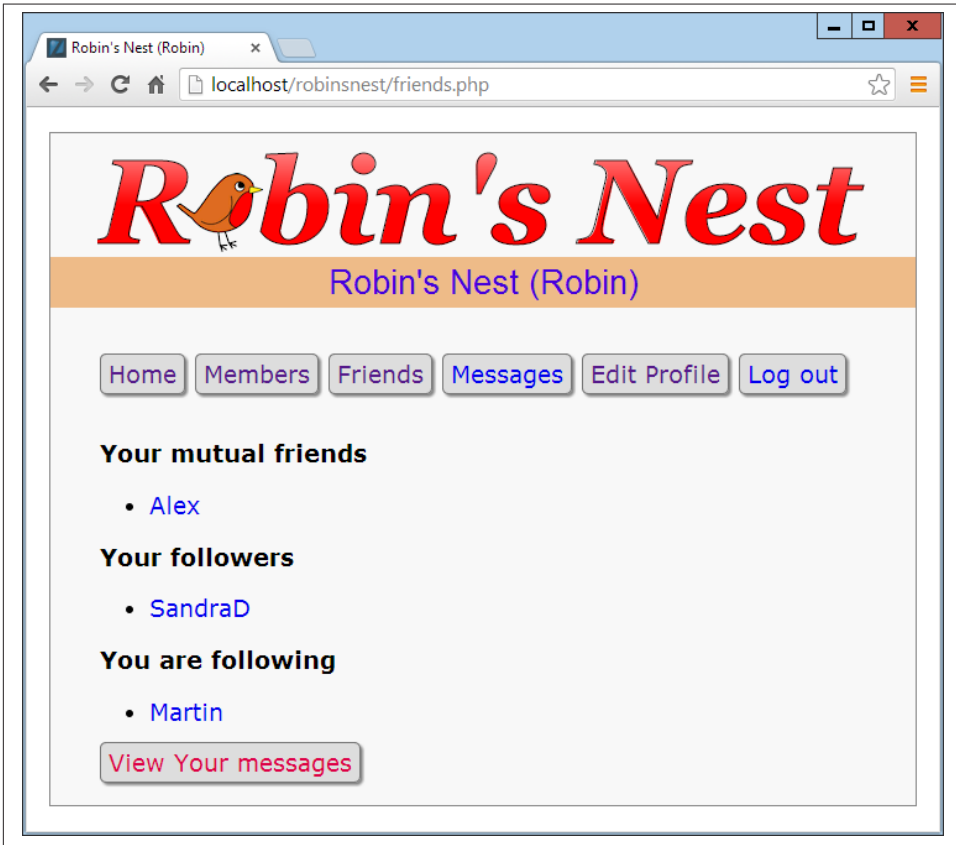 Robin's Nest (Robin)
localhost/robinsnest/friends.php
Robin's Nest
Robin's Nest (Robin)
Home Members Friends Messages Edit Profile Log out
Your mutual friends
• Alex
Your followers
• SandraD
You are following
• Martin
View Your messages